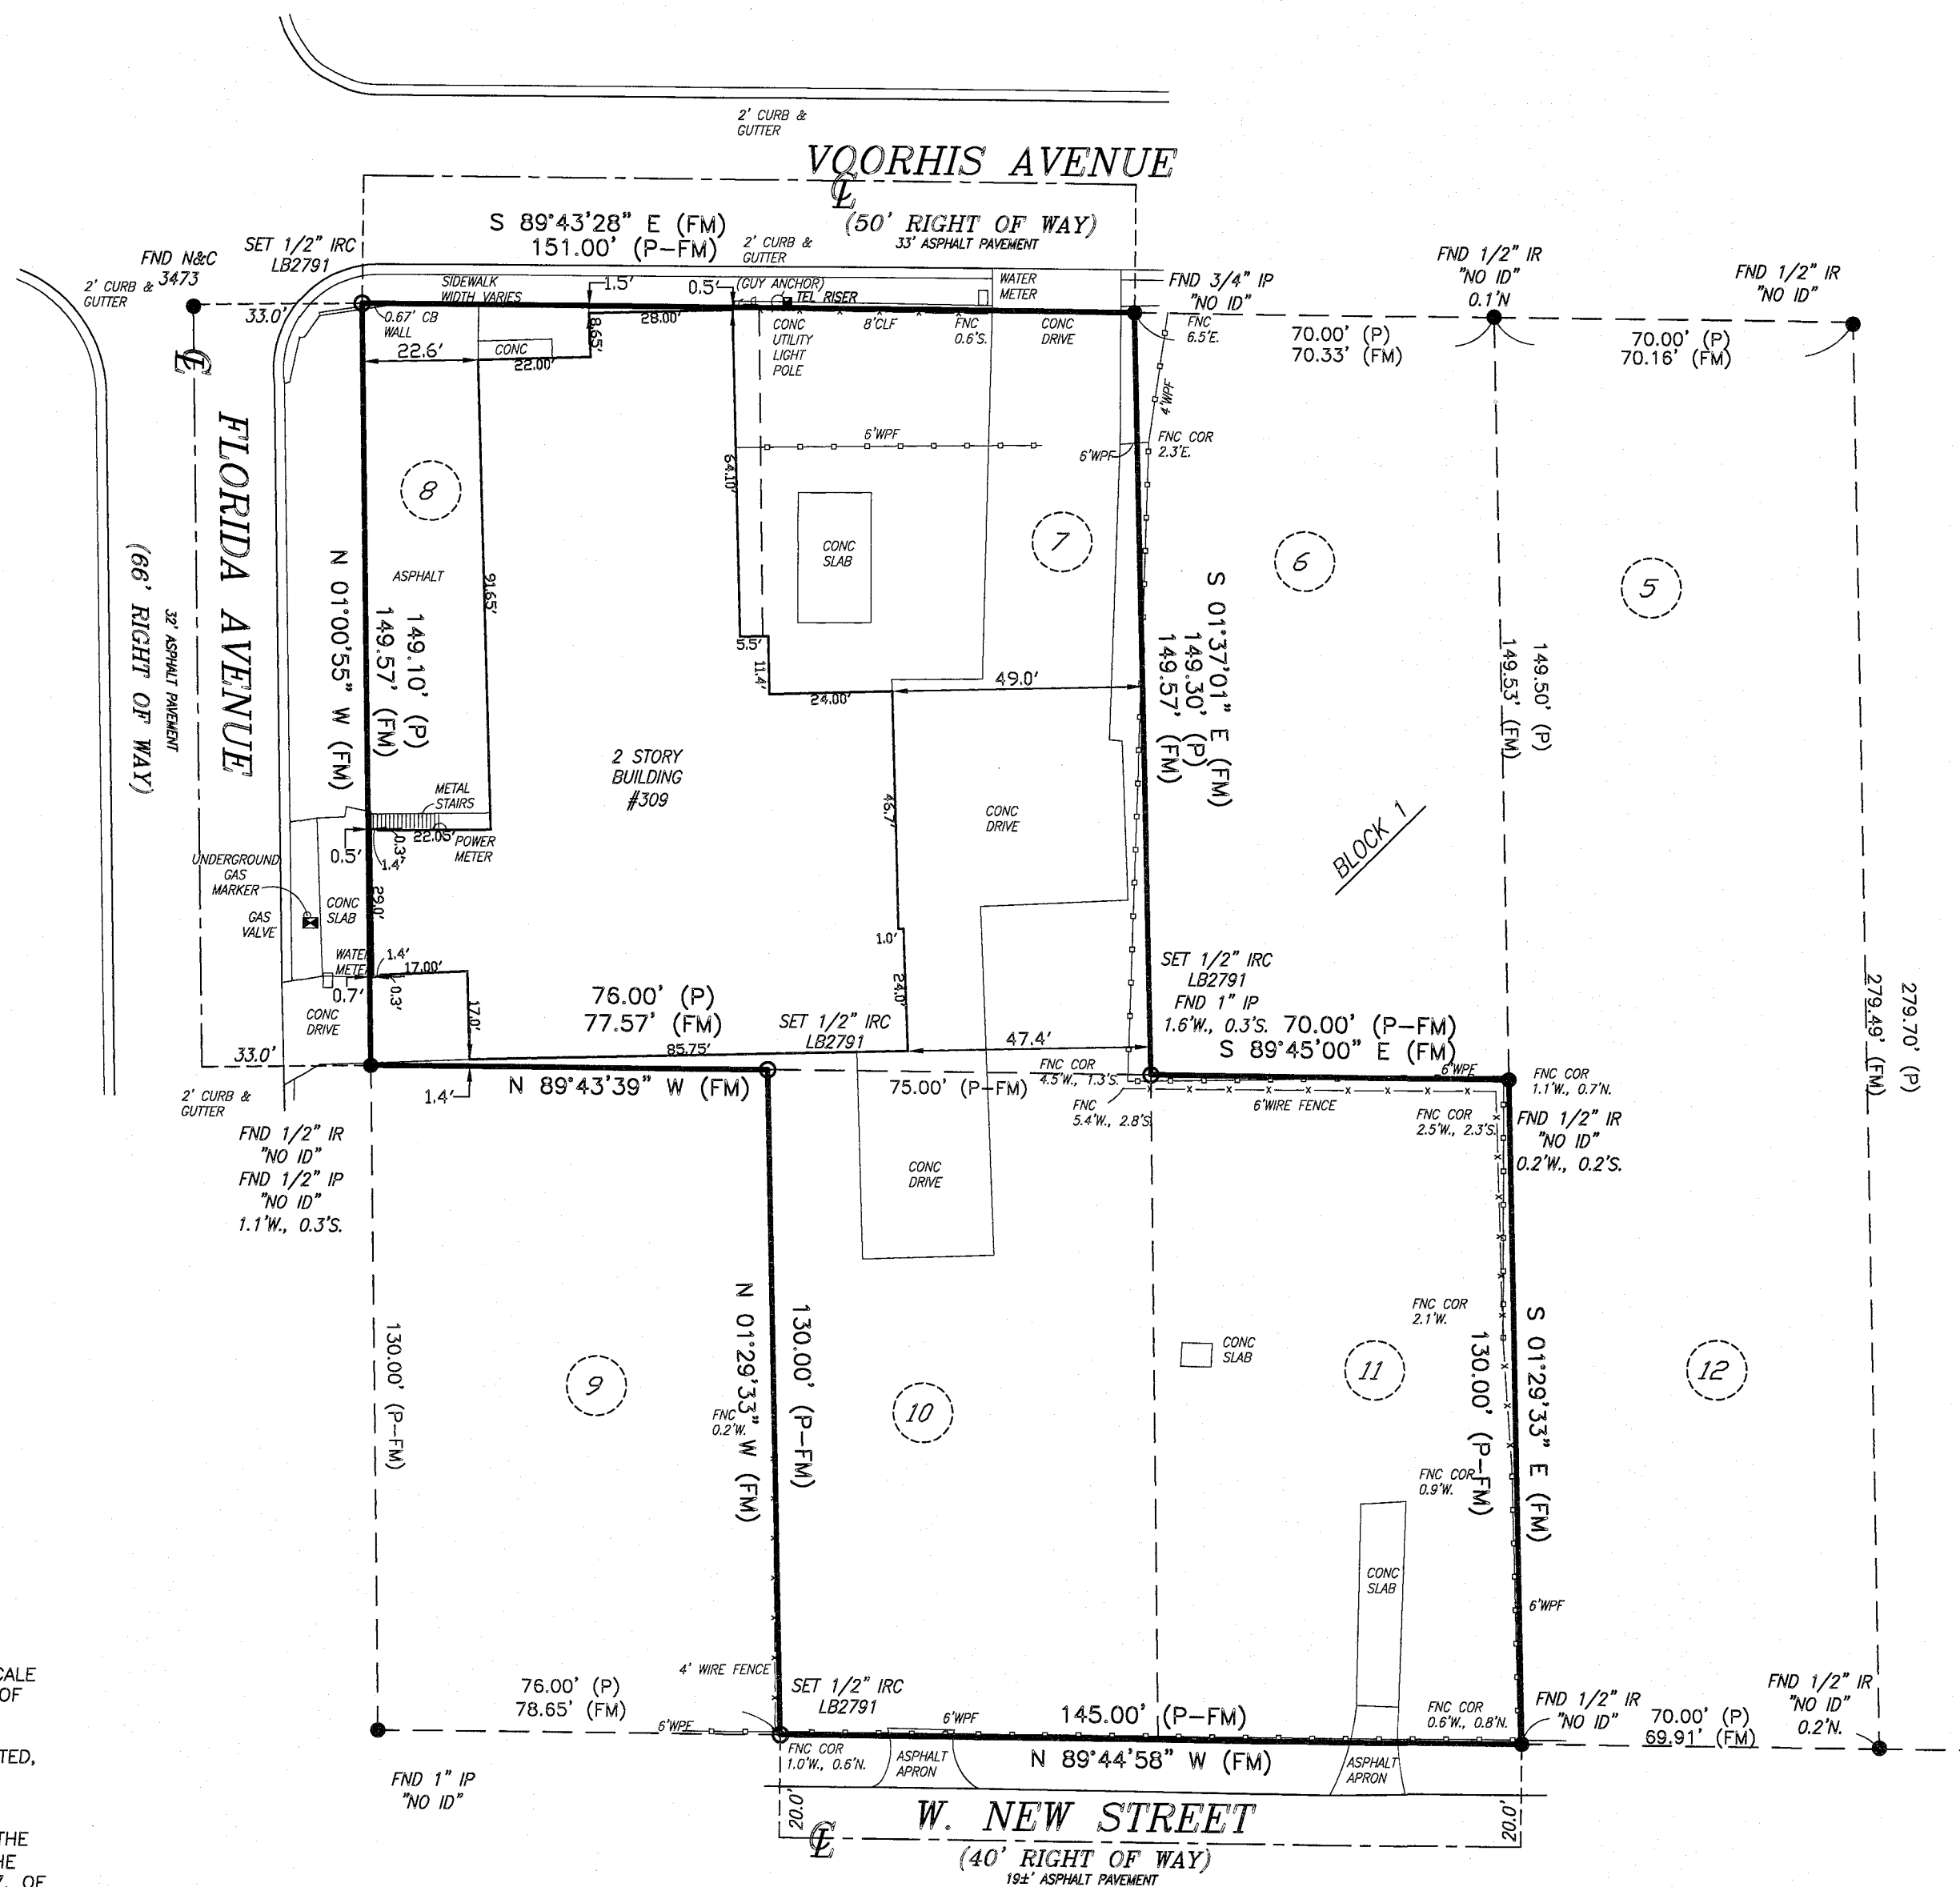 2' CURB &
GUTTER
VOORHIS AVENUE
℄
(50' RIGHT OF WAY)
33' ASPHALT PAVEMENT
S 89°43'28" E (FM)
151.00' (P-FM)
2' CURB &
GUTTER
SET 1/2" IRC
LB2791
FND N&C
3473
2' CURB &
GUTTER
33.0'
SIDEWALK
WIDTH VARIES
1.5'
0.5'
(GUY ANCHOR)
TEL RISER
WATER
METER
FND 3/4" IP
"NO ID"
FND 1/2" IR
"NO ID"
0.1'N
FND 1/2" IR
"NO ID"
0.67' CB
WALL
22.6'
CONC
22.00'
8.65'
28.00'
CONC
UTILITY
LIGHT
POLE
8'CLF
FNC
0.6'S.
CONC
DRIVE
FNC
6.5'E.
70.00' (P)
70.33' (FM)
70.00' (P)
70.16' (FM)
℄
FLORIDA AVENUE
(66' RIGHT OF WAY)
32' ASPHALT PAVEMENT
4'WPF
6'WPF
6'WPF
FNC COR
2.3'E.
64.10'
8
7
6
5
ASPHALT
CONC
SLAB
N 01°00'55" W (FM)
149.10' (P)
149.57' (FM)
91.65'
5.5'
11.4'
24.00'
49.0'
S 01°37'01" E (FM)
149.30' (P)
149.57' (FM)
149.50' (P)
149.53' (FM)
2 STORY
BUILDING
#309
METAL
STAIRS
22.05'
POWER
METER
0.5'
0.3'
1.4'
46.7'
CONC
DRIVE
BLOCK 1
UNDERGROUND
GAS
MARKER
GAS
VALVE
CONC
SLAB
29.0'
WATER
METER
1.4'
17.00'
0.7'
0.3'
17.0'
1.0'
24.0'
CONC
DRIVE
33.0'
76.00' (P)
77.57' (FM)
SET 1/2" IRC
LB2791
85.75'
47.4'
SET 1/2" IRC
LB2791
FND 1" IP
1.6'W., 0.3'S.
70.00' (P-FM)
S 89°45'00" E (FM)
279.70' (P)
279.49' (FM)
2' CURB &
GUTTER
1.4'
N 89°43'39" W (FM)
75.00' (P-FM)
FNC COR
4.5'W., 1.3'S.
FNC
5.4'W., 2.8'S.
6'WPF
6'WIRE FENCE
FNC COR
1.1'W., 0.7'N.
FNC COR
2.5'W., 2.3'S.
FND 1/2" IR
"NO ID"
0.2'W., 0.2'S.
FND 1/2" IR
"NO ID"
FND 1/2" IP
"NO ID"
1.1'W., 0.3'S.
CONC
DRIVE
130.00' (P-FM)
N 01°29'33" W (FM)
130.00' (P-FM)
FNC COR
2.1'W.
CONC
SLAB
S 01°29'33" E (FM)
130.00' (P-FM)
9
10
11
12
FNC
0.2'W.
FNC COR
0.9'W.
CONC
SLAB
6'WPF
4' WIRE FENCE
SET 1/2" IRC
LB2791
76.00' (P)
78.65' (FM)
6'WPF
6'WPF
145.00' (P-FM)
N 89°44'58" W (FM)
FNC COR
0.6'W., 0.8'N.
FND 1/2" IR
"NO ID"
70.00' (P)
69.91' (FM)
FND 1/2" IR
"NO ID"
0.2'N.
FNC COR
1.0'W., 0.6'N.
ASPHALT
APRON
ASPHALT
APRON
FND 1" IP
"NO ID"
20.0'
20.0'
W. NEW STREET
℄
(40' RIGHT OF WAY)
19±' ASPHALT PAVEMENT
CALE
OF
TED,
THE
HE
7, OF